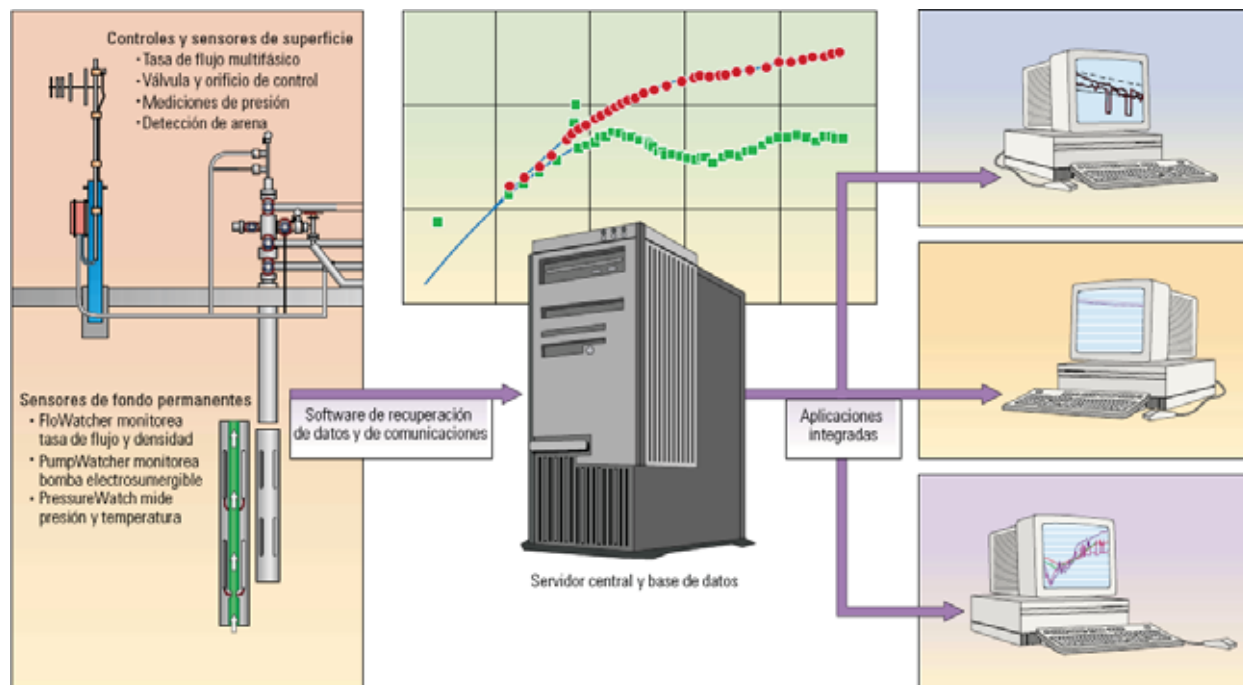 Controles y sensores de superficie
• Tasa de flujo multifásico
• Válvula y orificio de control
• Mediciones de presión
• Detección de arena
Sensores de fondo permanentes
• FloWatcher monitorea
tasa de flujo y densidad
• PumpWatcher monitorea
bomba electrosumergible
• PressureWatch mide
presión y temperatura
Software de recuperación
de datos y de comunicaciones
Servidor central y base de datos
Aplicaciones
integradas